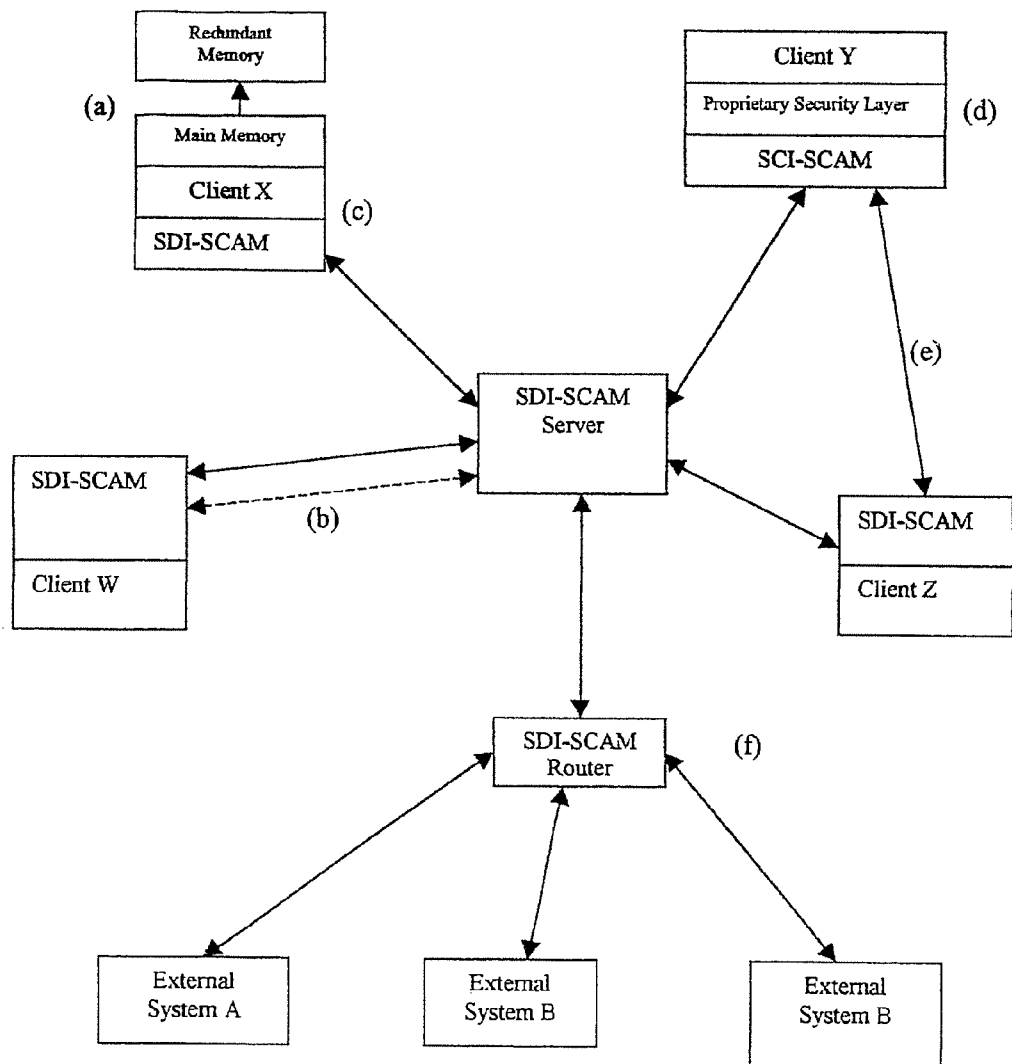 Redundant
Memory
(a)
Main Memory
Client X
(c)
SDI-SCAM
Client Y
Proprietary Security Layer
(d)
SCI-SCAM
(e)
SDI-SCAM
Server
SDI-SCAM
(b)
Client W
SDI-SCAM
Client Z
SDI-SCAM
Router
(f)
External
System A
External
System B
External
System B